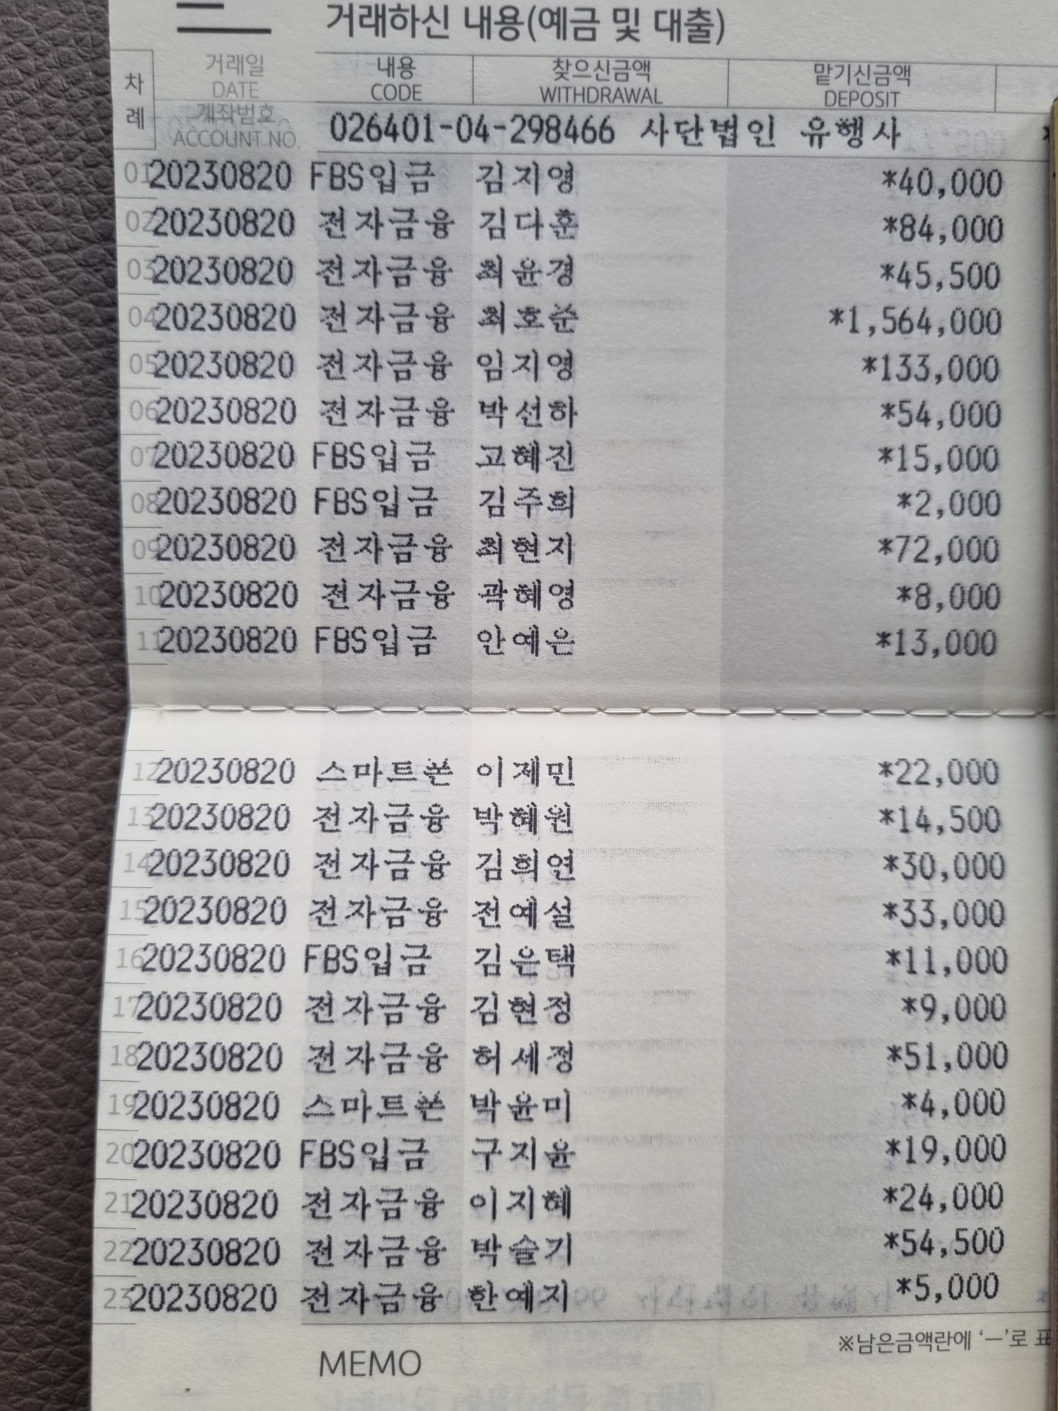 거래하신 내용(예금 및 대출)
차례 거래일 DATE 내용 CODE 찾으신금액 WITHDRAWAL 맡기신금액 DEPOSIT
계좌번호 ACCOUNT NO. 026401-04-298466 사단법인 유행사
01 20230820 FBS입금 김지영 *40,000
02 20230820 전자금융 김다훈 *84,000
03 20230820 전자금융 최윤경 *45,500
04 20230820 전자금융 최호준 *1,564,000
05 20230820 전자금융 임지영 *133,000
06 20230820 전자금융 박선하 *54,000
07 20230820 FBS입금 고혜진 *15,000
08 20230820 FBS입금 김주희 *2,000
09 20230820 전자금융 최현지 *72,000
10 20230820 전자금융 곽혜영 *8,000
11 20230820 FBS입금 안예은 *13,000
12 20230820 스마트폰 이제민 *22,000
13 20230820 전자금융 박혜원 *14,500
14 20230820 전자금융 김희연 *30,000
15 20230820 전자금융 전예설 *33,000
16 20230820 FBS입금 김은택 *11,000
17 20230820 전자금융 김현정 *9,000
18 20230820 전자금융 허세정 *51,000
19 20230820 스마트폰 박윤미 *4,000
20 20230820 FBS입금 구지윤 *19,000
21 20230820 전자금융 이지혜 *24,000
22 20230820 전자금융 박슬기 *54,500
23 20230820 전자금융 한예지 *5,000
※남은금액란에 '-'로 표
MEMO